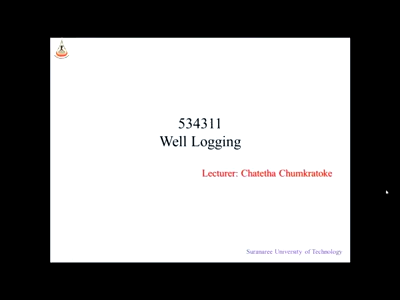 534311
Well Logging
Lecturer: Chatetha Chumkratoke
Suranaree University of Technology